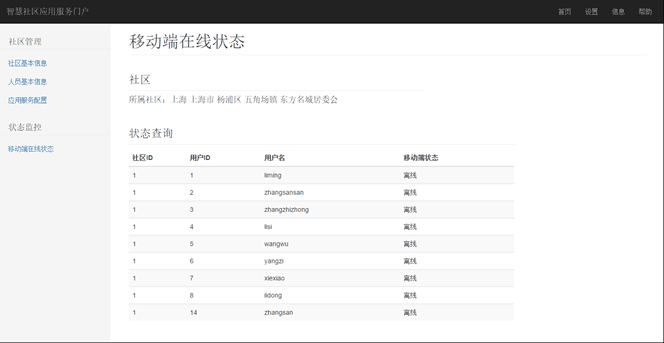 智慧社区应用服务门户 首页 设置 信息 帮助
社区管理
社区基本信息
人员基本信息
应用服务配置
状态监控
移动端在线状态
移动端在线状态
社区
所属社区：上海 上海市 杨浦区 五角场镇 东方名城居委会
状态查询
社区ID 用户ID 用户名 移动端状态
1 1 liming 离线
1 2 zhangsansan 离线
1 3 zhangzhizhong 离线
1 4 lisi 离线
1 5 wangwu 离线
1 6 yangzi 离线
1 7 xiexiao 离线
1 8 lidong 离线
1 14 zhangsan 离线